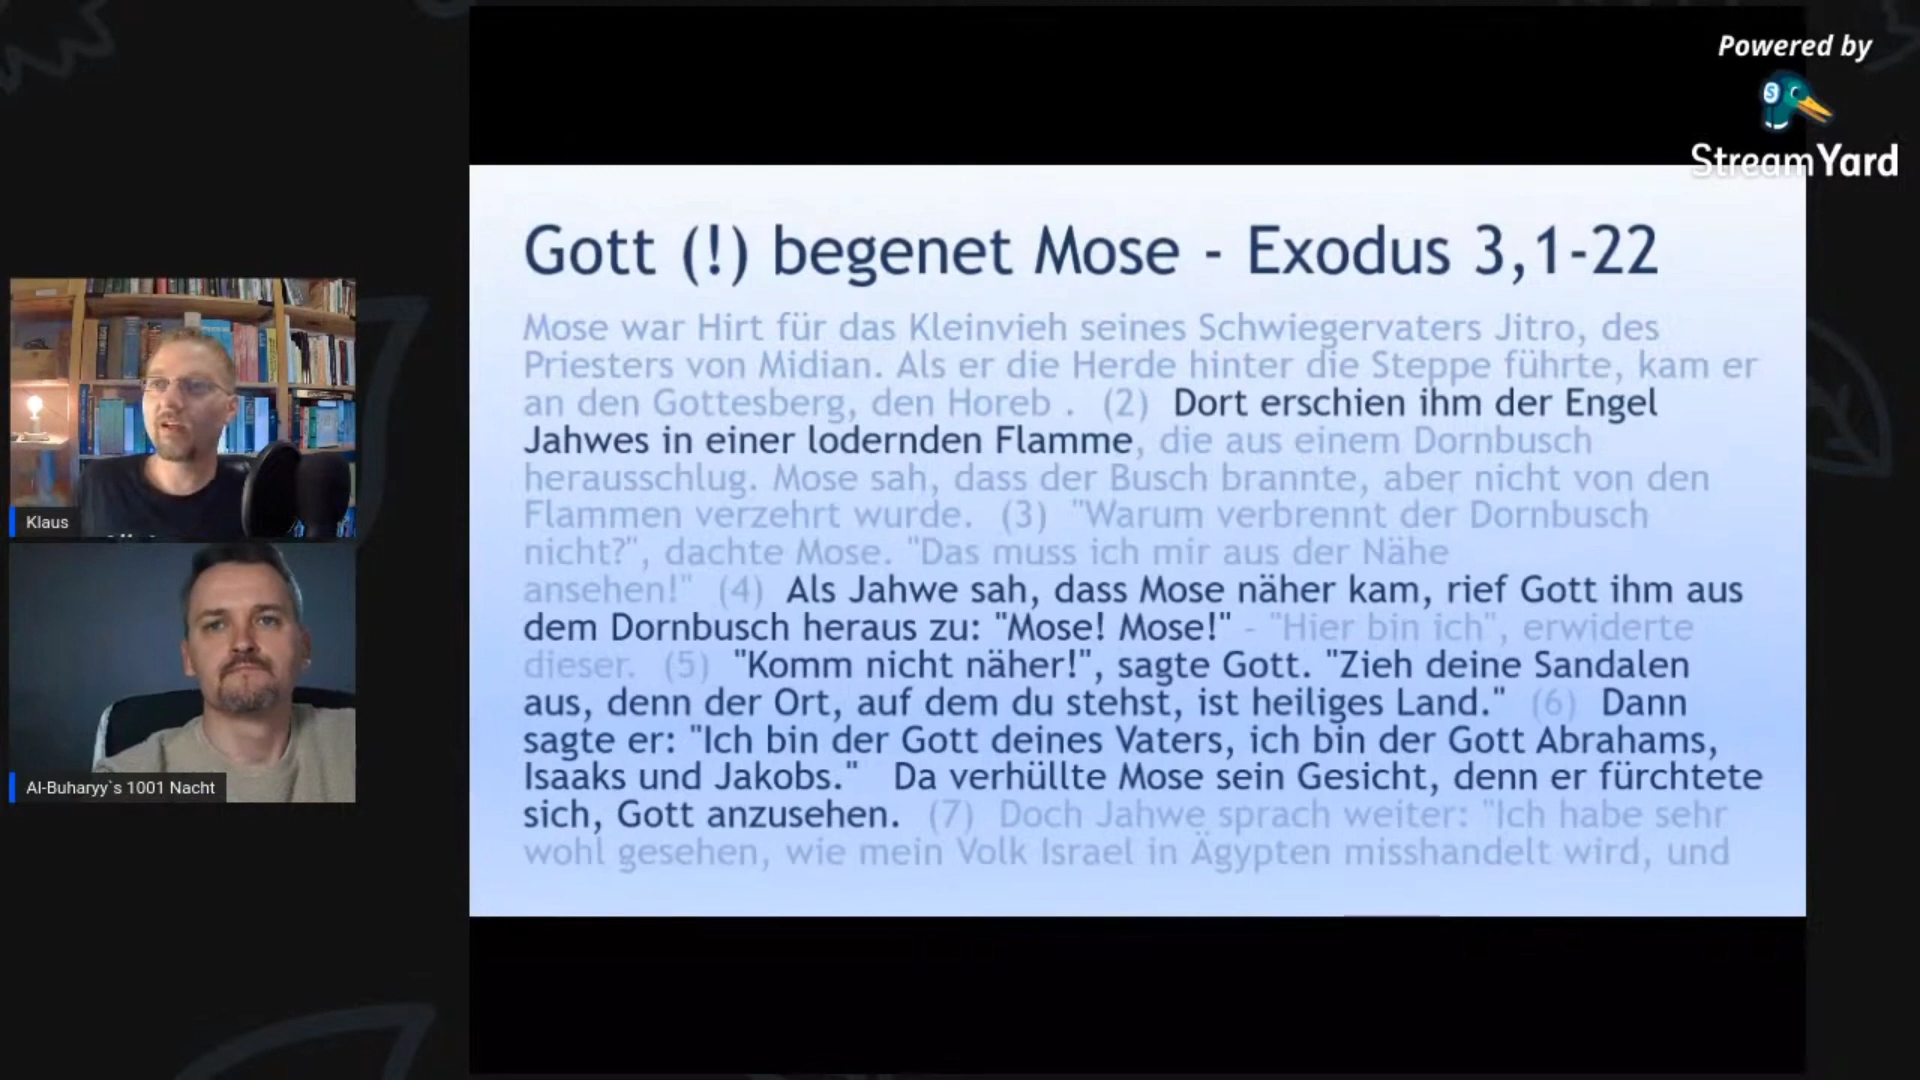 Powered by
StreamYard
Gott (!) begenet Mose - Exodus 3,1-22
Mose war Hirt für das Kleinvieh seines Schwiegervaters Jitro, des
Priesters von Midian. Als er die Herde hinter die Steppe führte, kam er
an den Gottesberg, den Horeb . (2) Dort erschien ihm der Engel
Jahwes in einer lodernden Flamme, die aus einem Dornbusch
herausschlug. Mose sah, dass der Busch brannte, aber nicht von den
Flammen verzehrt wurde. (3) "Warum verbrennt der Dornbusch
nicht?", dachte Mose. "Das muss ich mir aus der Nähe
ansehen!" (4) Als Jahwe sah, dass Mose näher kam, rief Gott ihm aus
dem Dornbusch heraus zu: "Mose! Mose!" - "Hier bin ich", erwiderte
dieser. (5) "Komm nicht näher!", sagte Gott. "Zieh deine Sandalen
aus, denn der Ort, auf dem du stehst, ist heiliges Land." (6) Dann
sagte er: "Ich bin der Gott deines Vaters, ich bin der Gott Abrahams,
Isaaks und Jakobs." Da verhüllte Mose sein Gesicht, denn er fürchtete
sich, Gott anzusehen. (7) Doch Jahwe sprach weiter: "Ich habe sehr
wohl gesehen, wie mein Volk Israel in Ägypten misshandelt wird, und
Klaus
Al-Buharyy`s 1001 Nacht